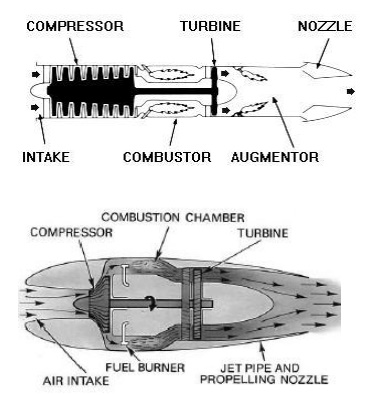 COMPRESSOR TURBINE NOZZLE
INTAKE COMBUSTOR AUGMENTOR
COMBUSTION CHAMBER
COMPRESSOR TURBINE
FUEL BURNER
AIR INTAKE
JET PIPE AND
PROPELLING NOZZLE